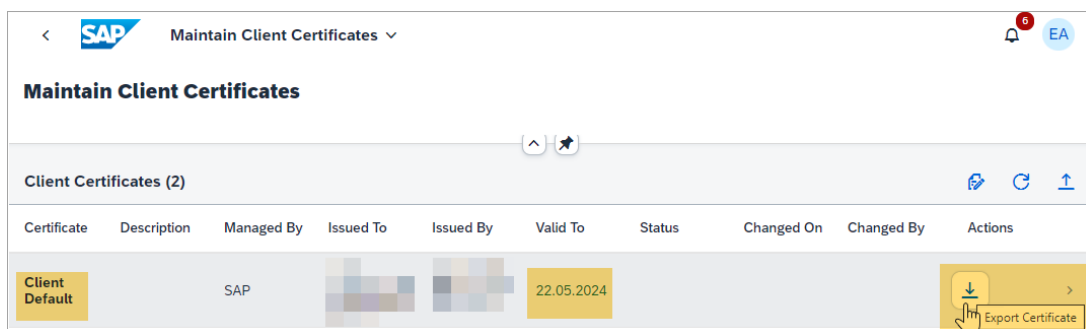 SAP Maintain Client Certificates
6
EA
Maintain Client Certificates
Client Certificates (2)
Certificate Description Managed By Issued To Issued By Valid To Status Changed On Changed By Actions
Client
Default SAP 22.05.2024
Export Certificate